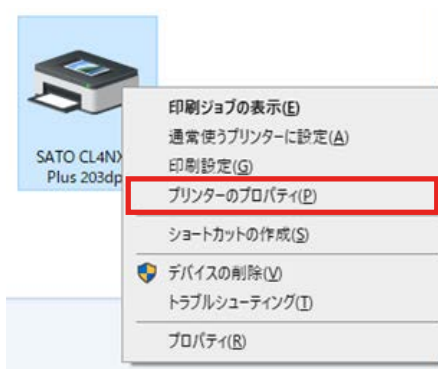 SATO CL4NX
Plus 203dp
印刷ジョブの表示(E)
通常使うプリンターに設定(A)
印刷設定(G)
プリンターのプロパティ(P)
ショートカットの作成(S)
デバイスの削除(V)
トラブルシューティング(T)
プロパティ(R)